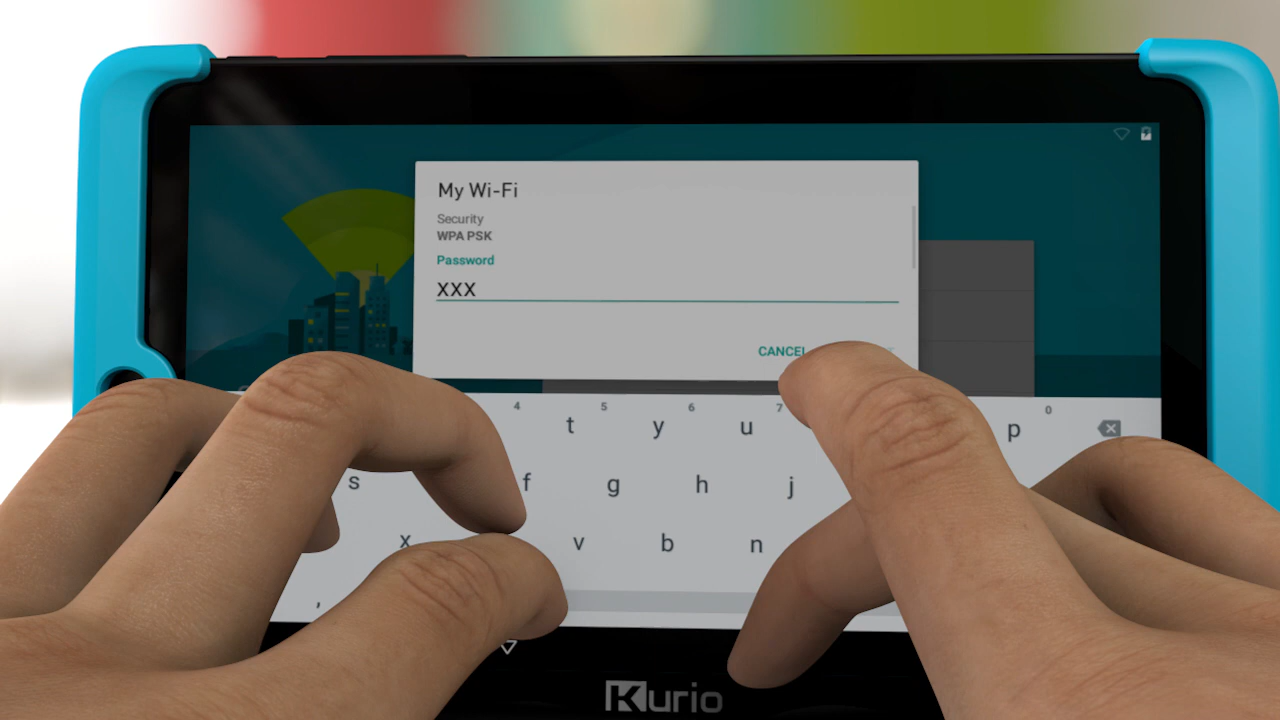 My Wi-Fi
Security
WPA PSK
Password
XXX
CANCEL
4 5 6 7 0
t y u p
s f g h j
x v b n
,
Kurio